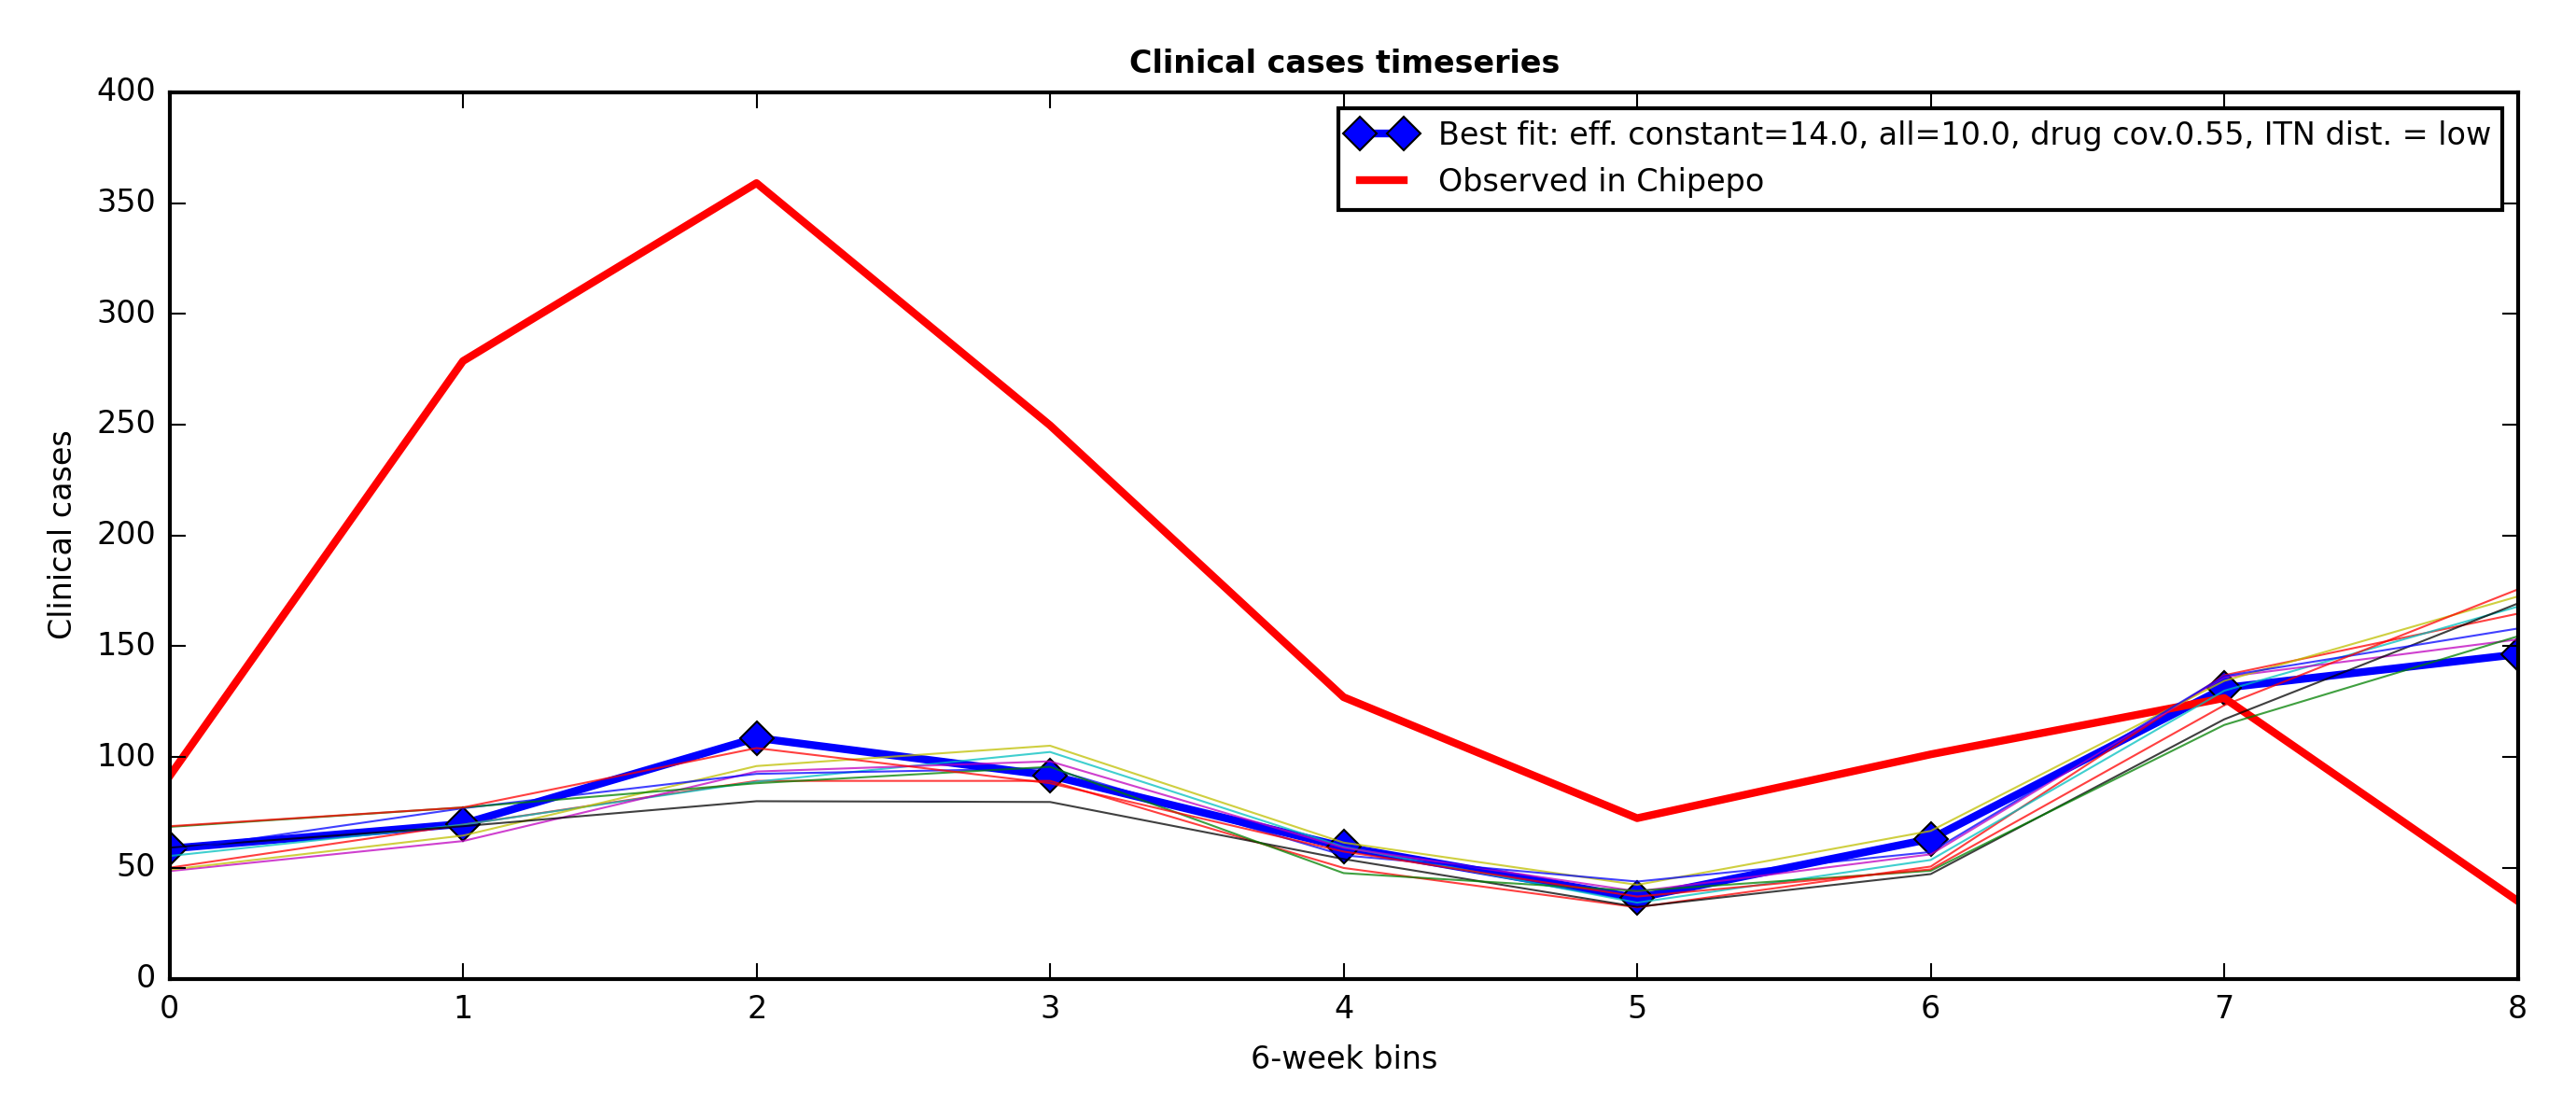 Clinical cases timeseries
400
350
300
250
200
150
100
50
0
Clinical cases
Best fit: eff. constant=14.0, all=10.0, drug cov.0.55, ITN dist. = low
Observed in Chipepo
0 1 2 3 4 5 6 7 8
6-week bins